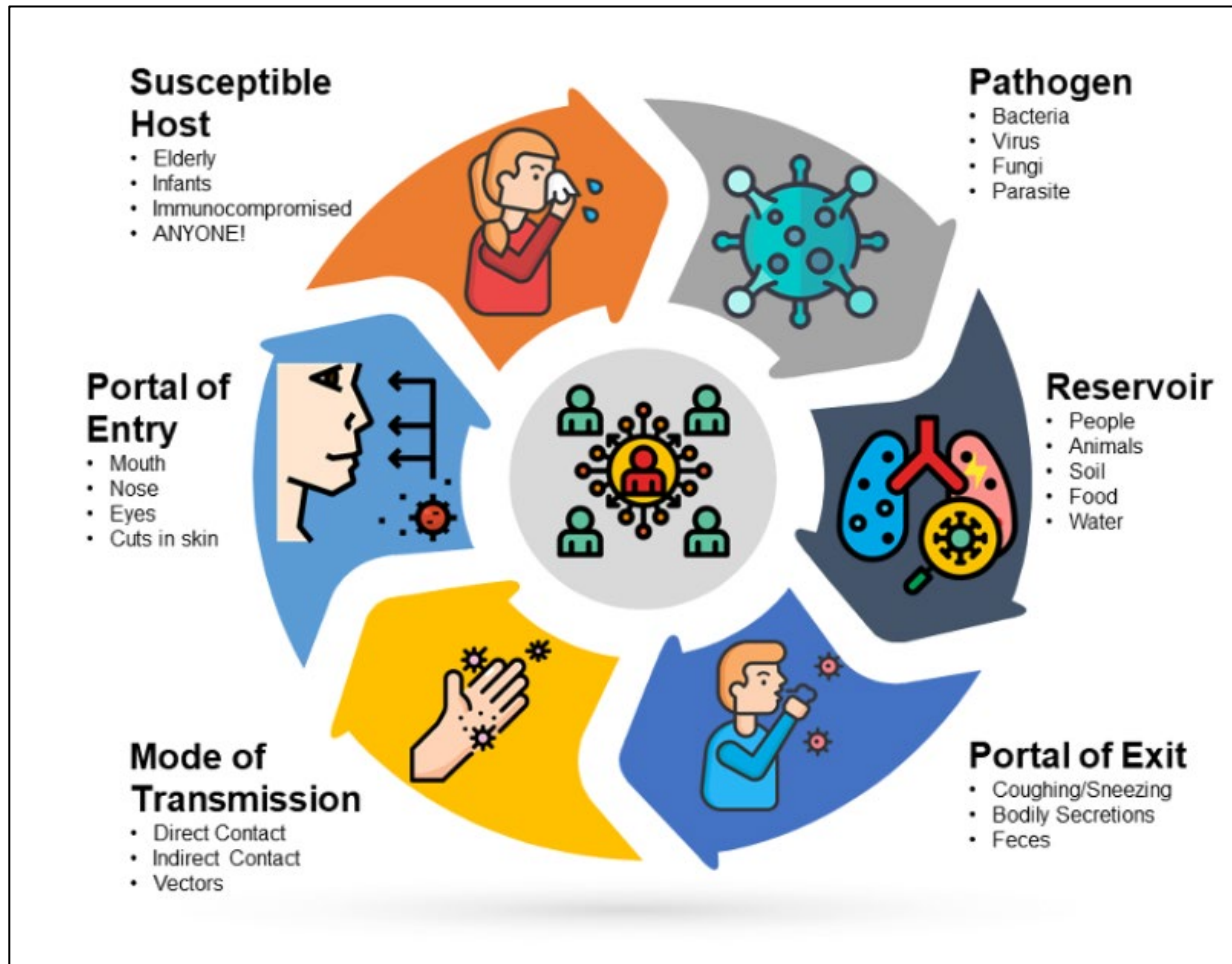 Susceptible
Host
• Elderly
• Infants
• Immunocompromised
• ANYONE!
Pathogen
• Bacteria
• Virus
• Fungi
• Parasite
Reservoir
• People
• Animals
• Soil
• Food
• Water
Portal of Exit
• Coughing/Sneezing
• Bodily Secretions
• Feces
Mode of
Transmission
• Direct Contact
• Indirect Contact
• Vectors
Portal of
Entry
• Mouth
• Nose
• Eyes
• Cuts in skin